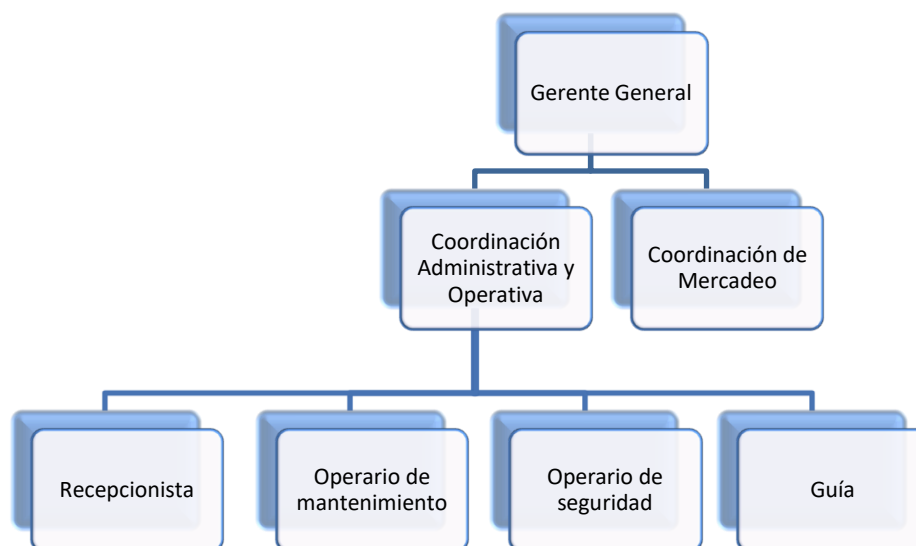 Gerente General
Coordinación
Administrativa y
Operativa
Coordinación de
Mercadeo
Recepcionista
Operario de
mantenimiento
Operario de
seguridad
Guía